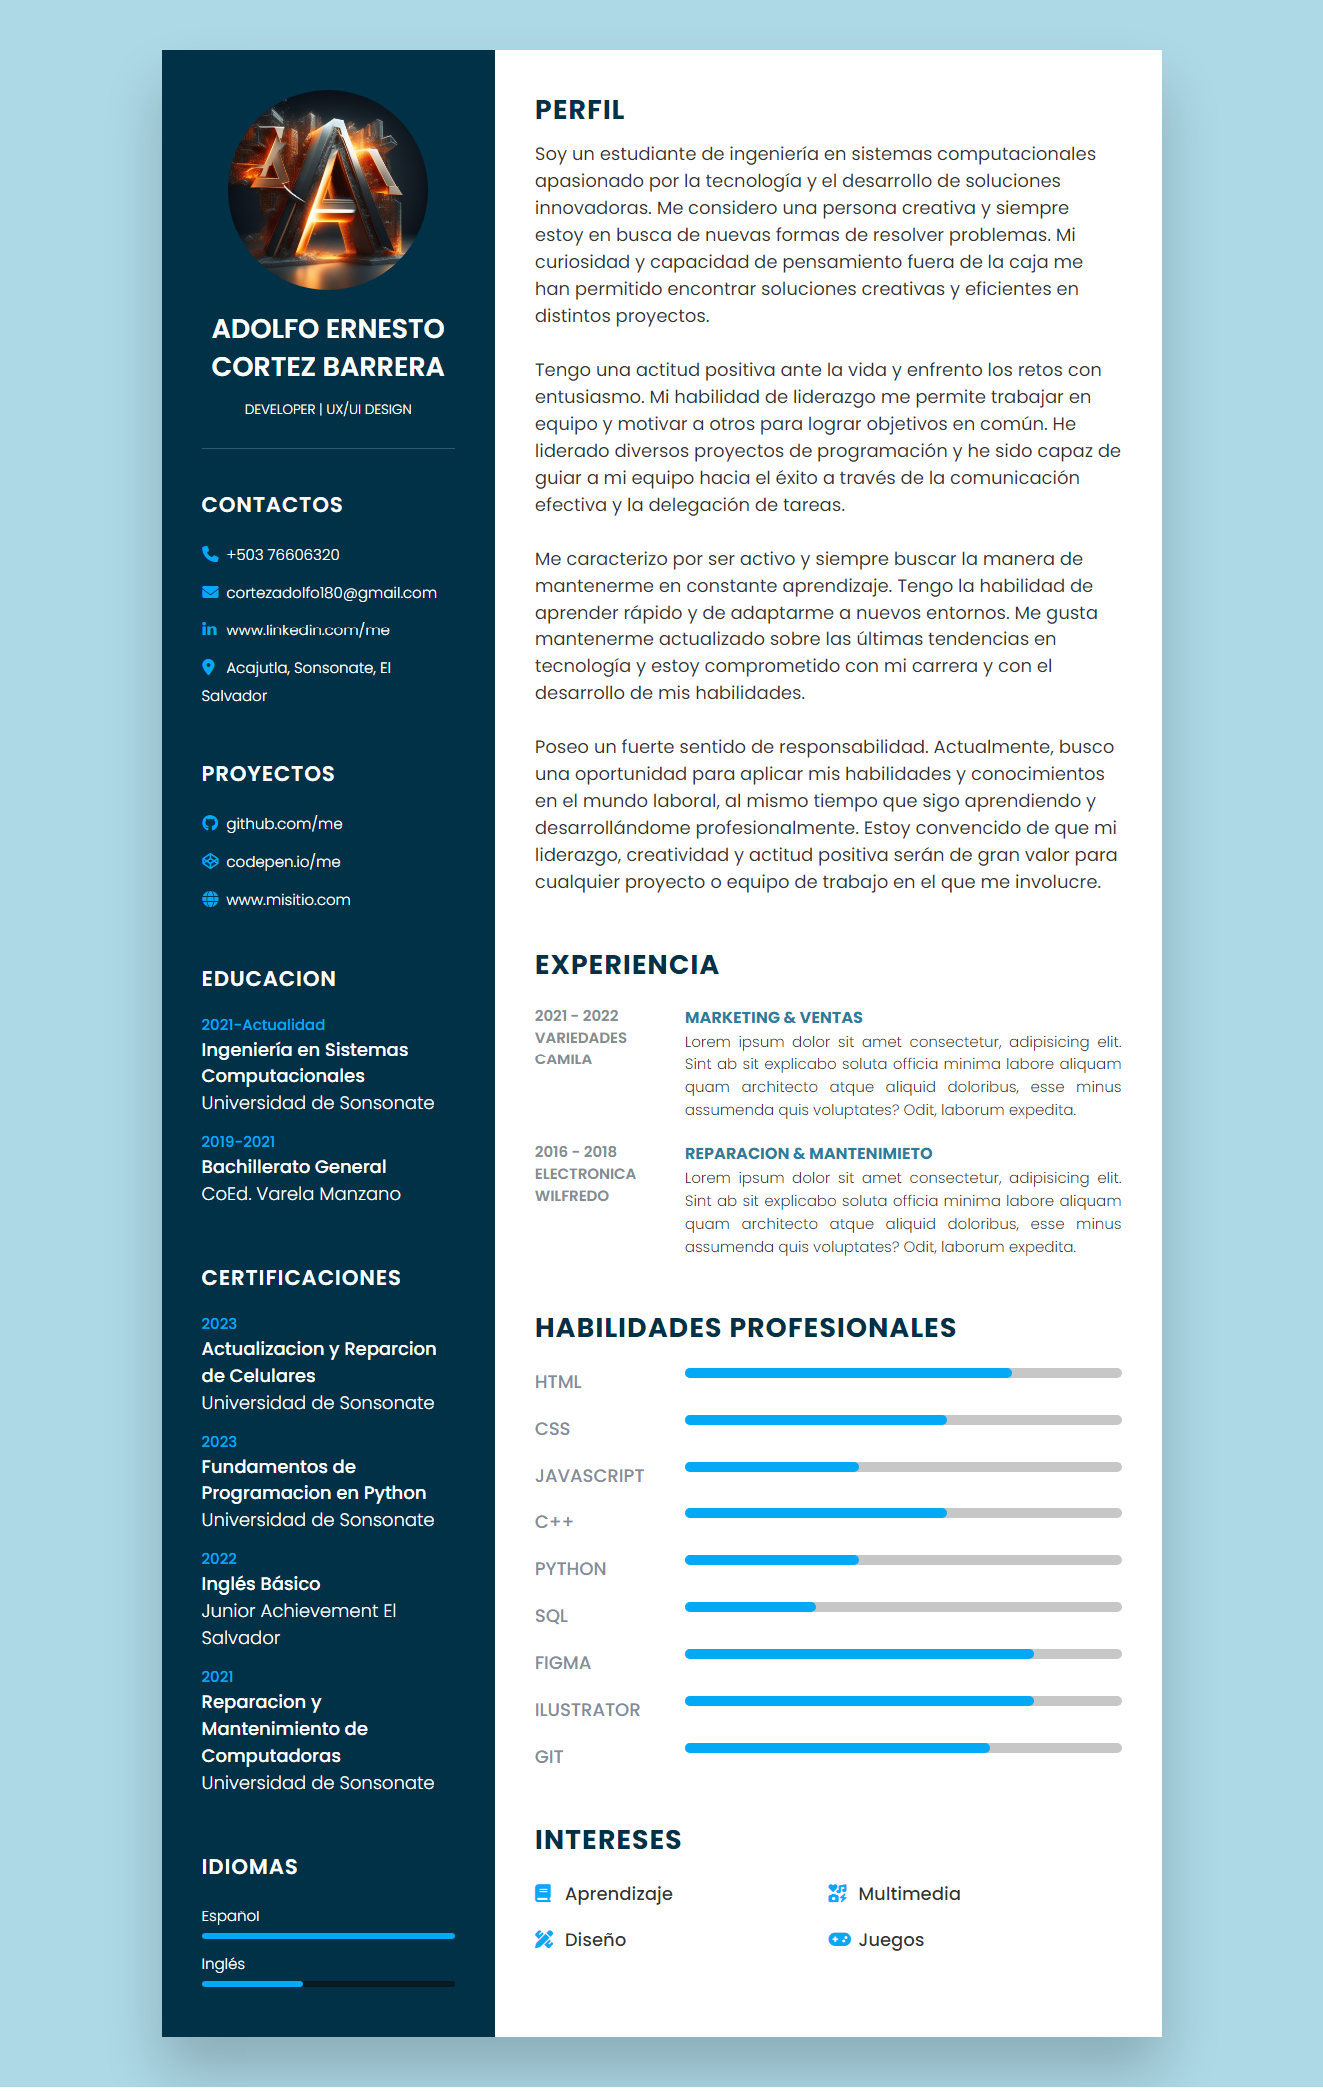 ADOLFO ERNESTO
CORTEZ BARRERA
DEVELOPER | UX/UI DESIGN
CONTACTOS
+503 76606320
cortezadolfo180@gmail.com
www.linkedin.com/me
Acajutla, Sonsonate, El
Salvador
PROYECTOS
github.com/me
codepen.io/me
www.misitio.com
EDUCACION
2021-Actualidad
Ingeniería en Sistemas
Computacionales
Universidad de Sonsonate
2019-2021
Bachillerato General
CoEd. Varela Manzano
CERTIFICACIONES
2023
Actualizacion y Reparcion
de Celulares
Universidad de Sonsonate
2023
Fundamentos de
Programacion en Python
Universidad de Sonsonate
2022
Inglés Básico
Junior Achievement El
Salvador
2021
Reparacion y
Mantenimiento de
Computadoras
Universidad de Sonsonate
IDIOMAS
Español
Inglés
PERFIL
Soy un estudiante de ingeniería en sistemas computacionales
apasionado por la tecnología y el desarrollo de soluciones
innovadoras. Me considero una persona creativa y siempre
estoy en busca de nuevas formas de resolver problemas. Mi
curiosidad y capacidad de pensamiento fuera de la caja me
han permitido encontrar soluciones creativas y eficientes en
distintos proyectos.
Tengo una actitud positiva ante la vida y enfrento los retos con
entusiasmo. Mi habilidad de liderazgo me permite trabajar en
equipo y motivar a otros para lograr objetivos en común. He
liderado diversos proyectos de programación y he sido capaz de
guiar a mi equipo hacia el éxito a través de la comunicación
efectiva y la delegación de tareas.
Me caracterizo por ser activo y siempre buscar la manera de
mantenerme en constante aprendizaje. Tengo la habilidad de
aprender rápido y de adaptarme a nuevos entornos. Me gusta
mantenerme actualizado sobre las últimas tendencias en
tecnología y estoy comprometido con mi carrera y con el
desarrollo de mis habilidades.
Poseo un fuerte sentido de responsabilidad. Actualmente, busco
una oportunidad para aplicar mis habilidades y conocimientos
en el mundo laboral, al mismo tiempo que sigo aprendiendo y
desarrollándome profesionalmente. Estoy convencido de que mi
liderazgo, creatividad y actitud positiva serán de gran valor para
cualquier proyecto o equipo de trabajo en el que me involucre.
EXPERIENCIA
2021 - 2022
VARIEDADES
CAMILA
MARKETING & VENTAS
Lorem ipsum dolor sit amet consectetur, adipisicing elit.
Sint ab sit explicabo soluta officia minima labore aliquam
quam architecto atque aliquid doloribus, esse minus
assumenda quis voluptates? Odit, laborum expedita.
2016 - 2018
ELECTRONICA
WILFREDO
REPARACION & MANTENIMIETO
Lorem ipsum dolor sit amet consectetur, adipisicing elit.
Sint ab sit explicabo soluta officia minima labore aliquam
quam architecto atque aliquid doloribus, esse minus
assumenda quis voluptates? Odit, laborum expedita.
HABILIDADES PROFESIONALES
HTML
CSS
JAVASCRIPT
C++
PYTHON
SQL
FIGMA
ILUSTRATOR
GIT
INTERESES
Aprendizaje
Multimedia
Diseño
Juegos